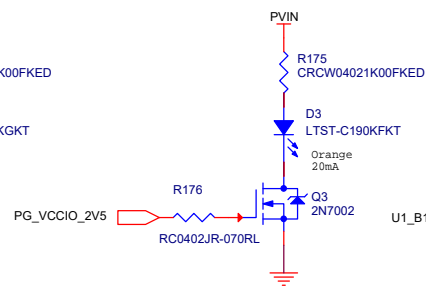 PVIN
R175
K00FKED
CRCW04021K00FKED
D3
KGKT
LTST-C190KFKT
Orange
20mA
R176
Q3
2N7002
PG_VCCIO_2V5
U1_B1
RC0402JR-070RL